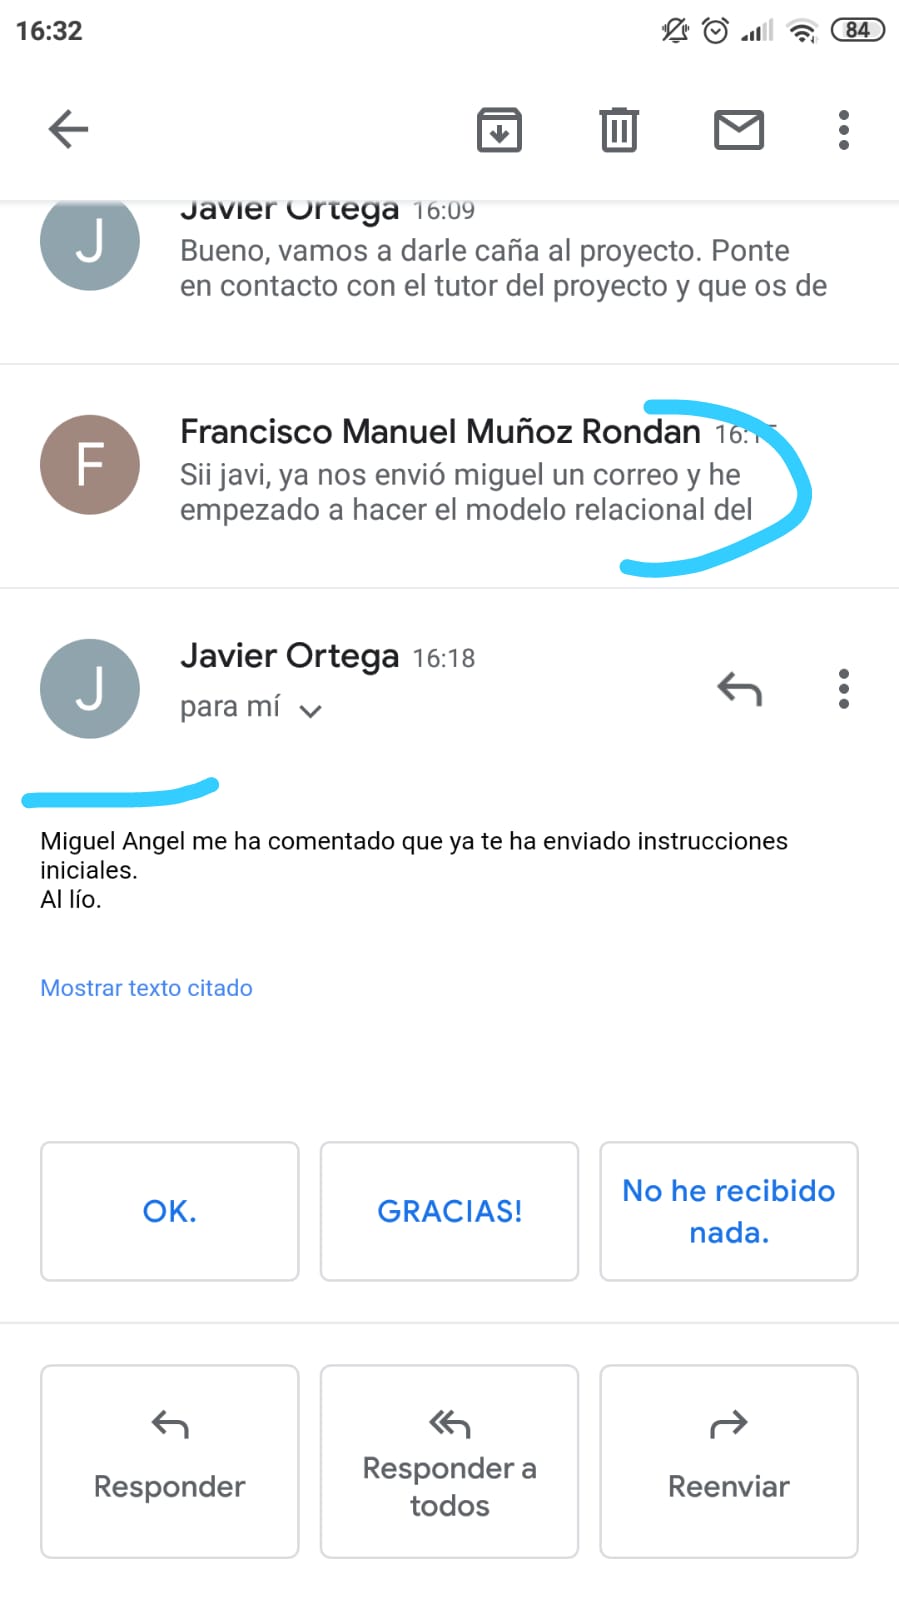 16:32
84
Javier Ortega 16:09
J
Bueno, vamos a darle caña al proyecto. Ponte
en contacto con el tutor del proyecto y que os de
Francisco Manuel Muñoz Rondan
F
Sii javi, ya nos envió miguel un correo y he
empezado a hacer el modelo relacional del
Javier Ortega 16:18
J
para mí
Miguel Angel me ha comentado que ya te ha enviado instrucciones
iniciales.
Al lío.
Mostrar texto citado
OK.
GRACIAS!
No he recibido
nada.
Responder
Responder a
todos
Reenviar